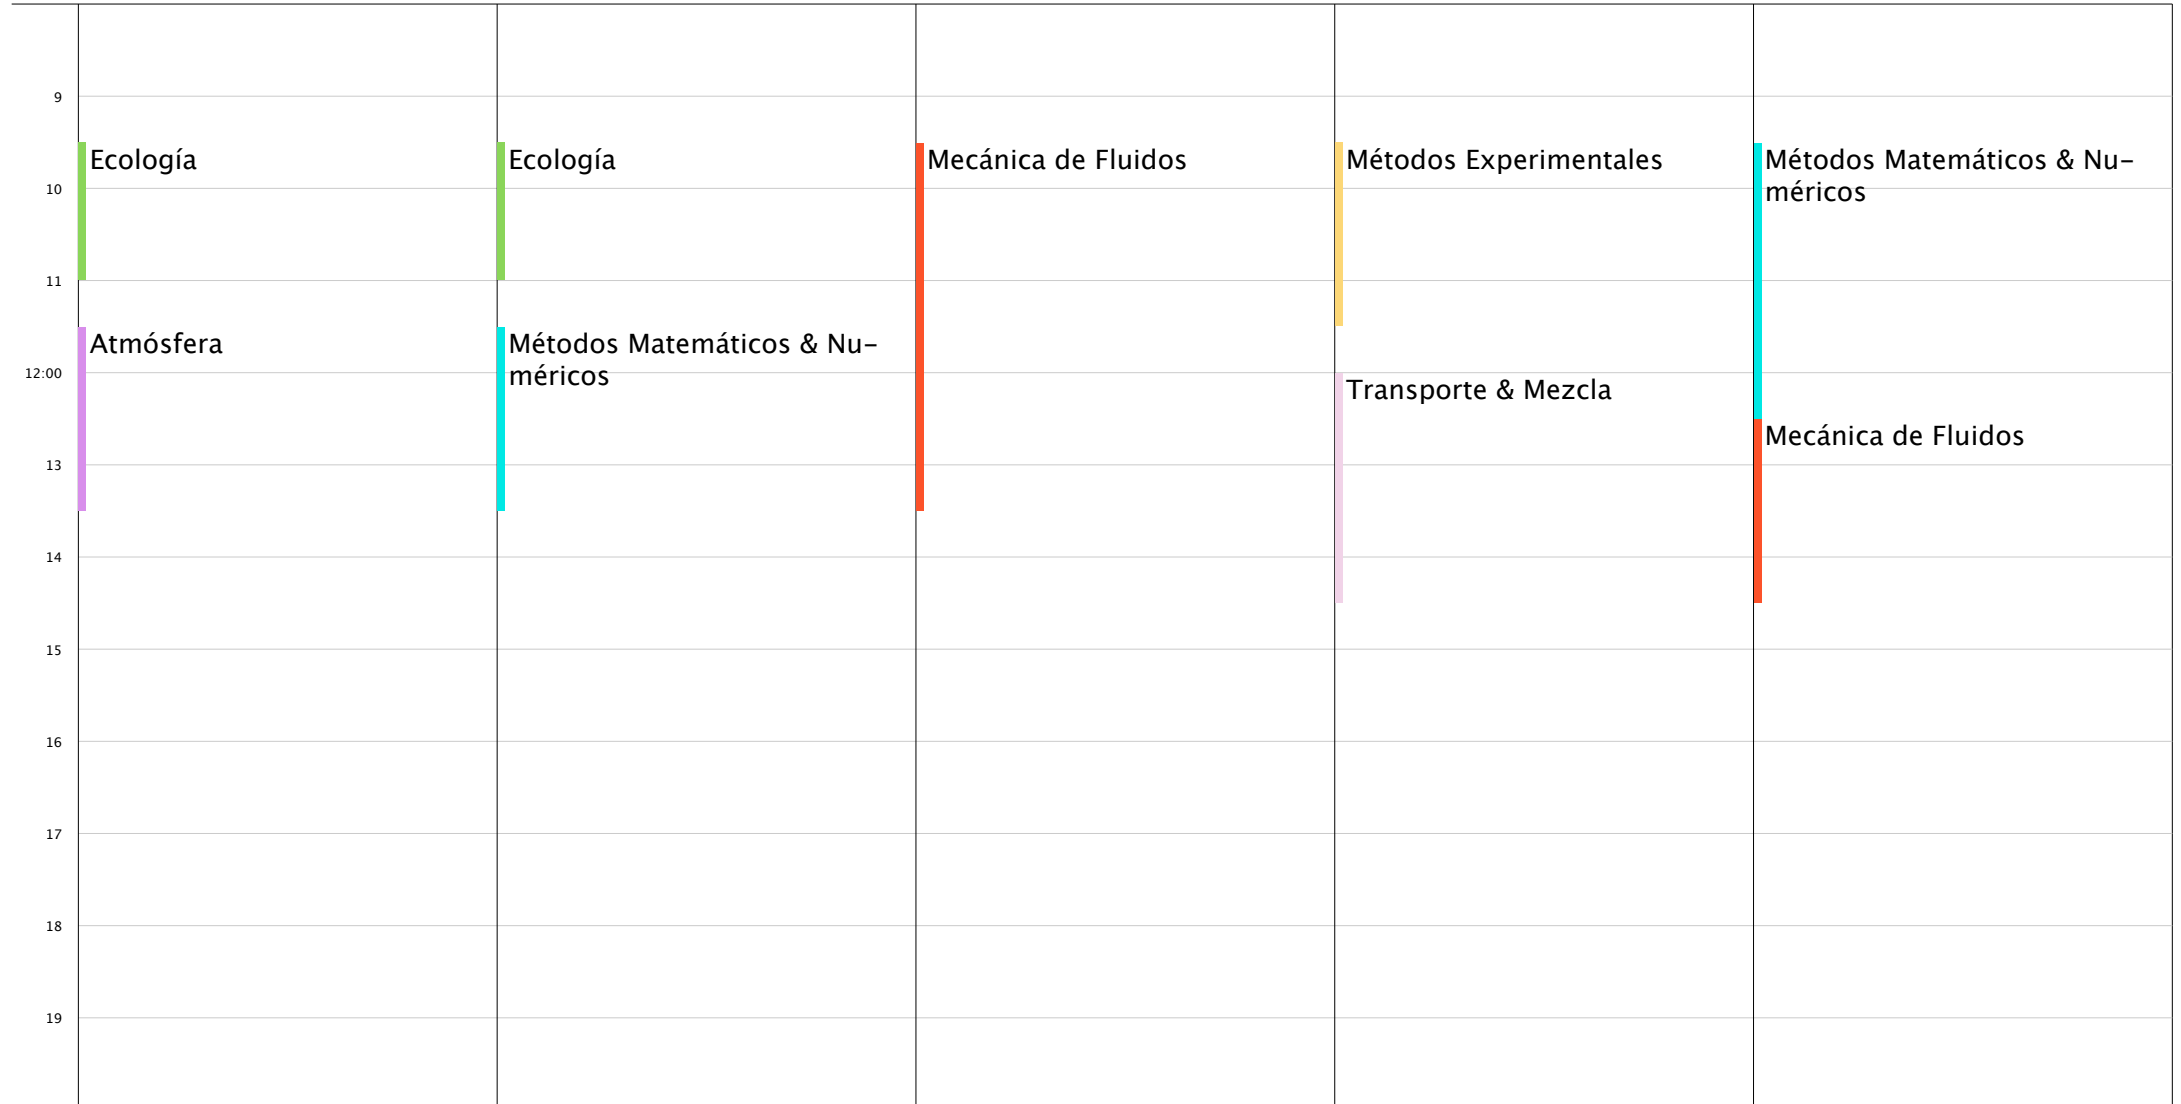 9
Ecología
Ecología
Mecánica de Fluidos
Métodos Experimentales
Métodos Matemáticos & Nu-
méricos
10
11
Atmósfera
Métodos Matemáticos & Nu-
méricos
12:00
Transporte & Mezcla
Mecánica de Fluidos
13
14
15
16
17
18
19